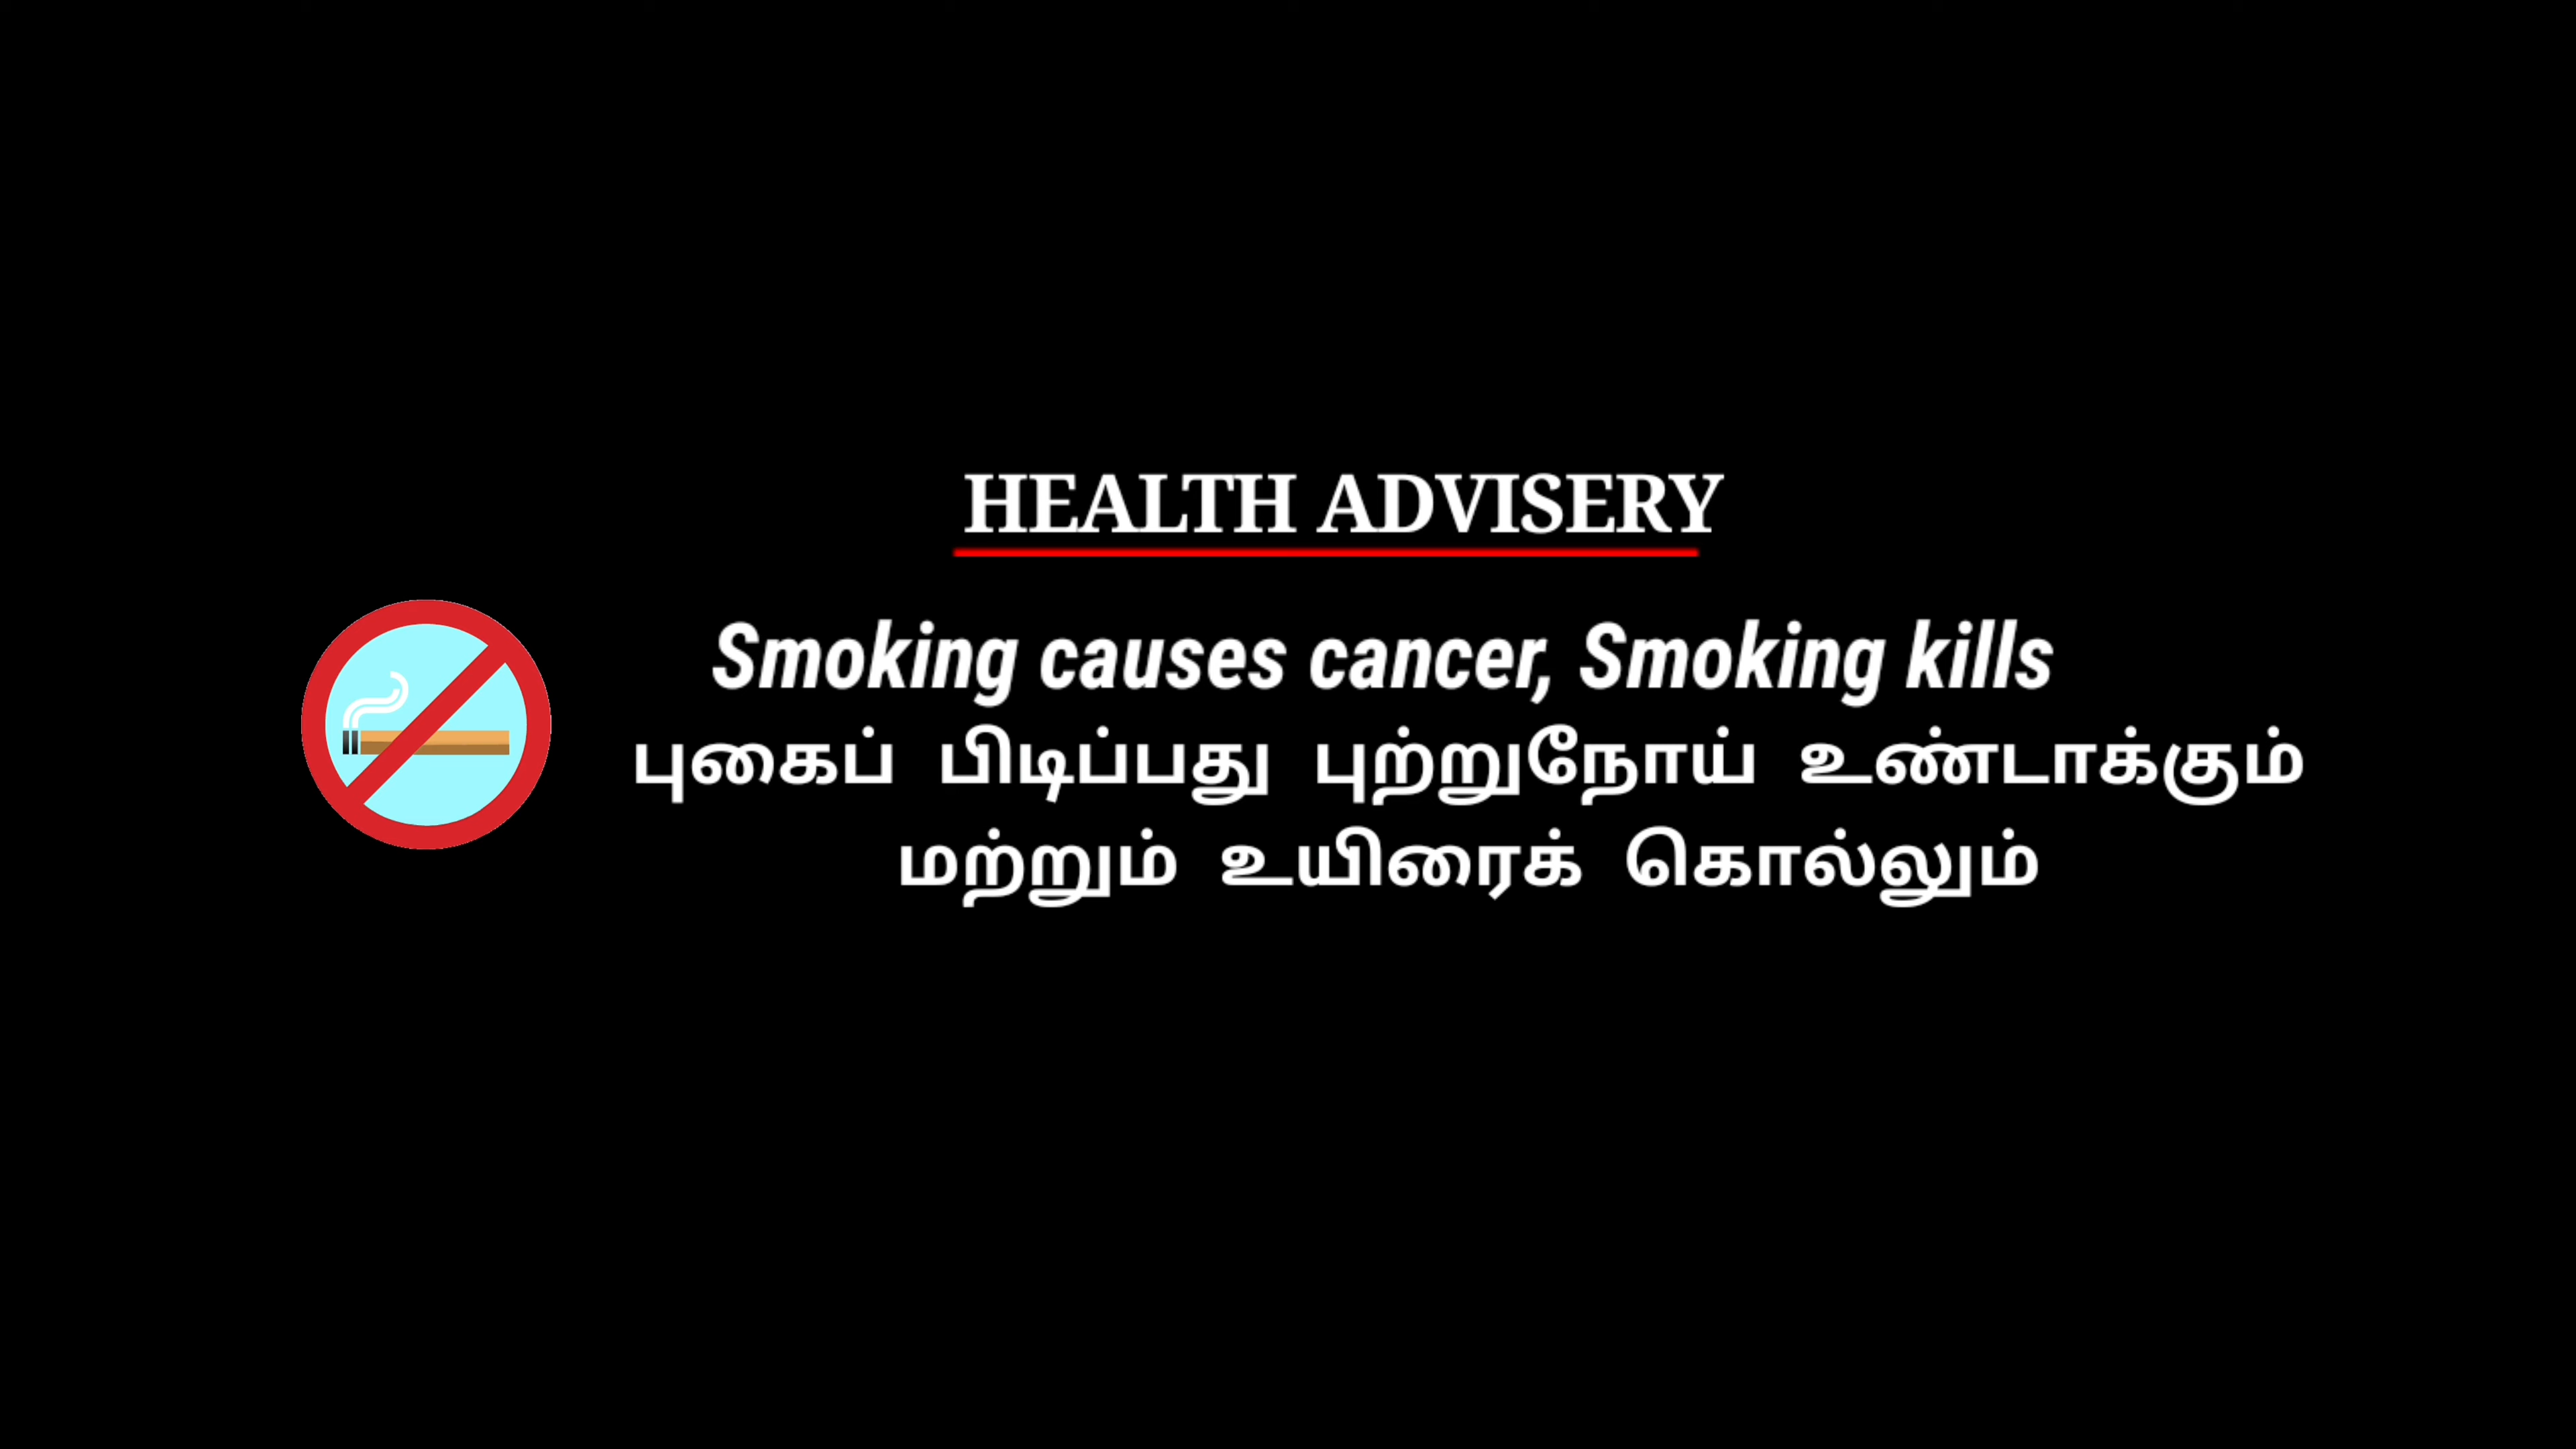 HEALTH ADVISERY
Smoking causes cancer, Smoking kills
புகைப் பிடிப்பது புற்றுநோய் உண்டாக்கும்
மற்றும் உயிரைக் கொல்லும்